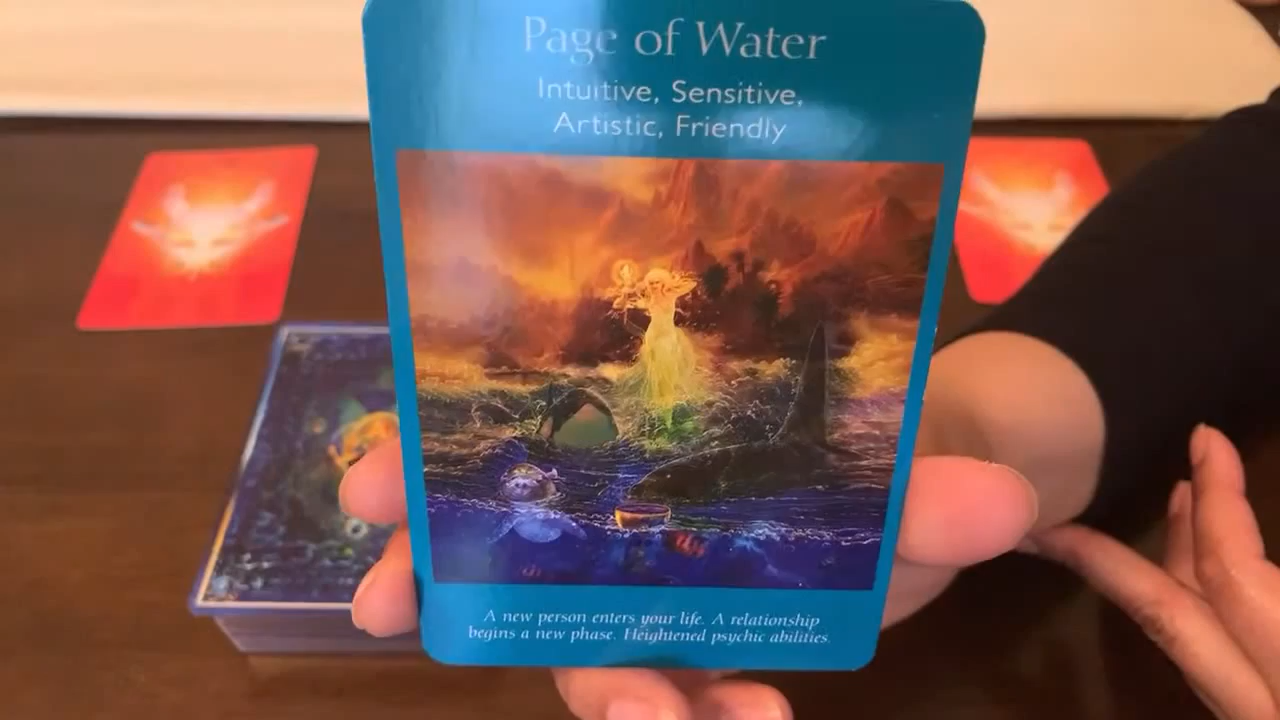 Page of Water
Intuitive, Sensitive,
Artistic, Friendly
A new person enters your life. A relationship
begins a new phase. Heightened psychic abilities.